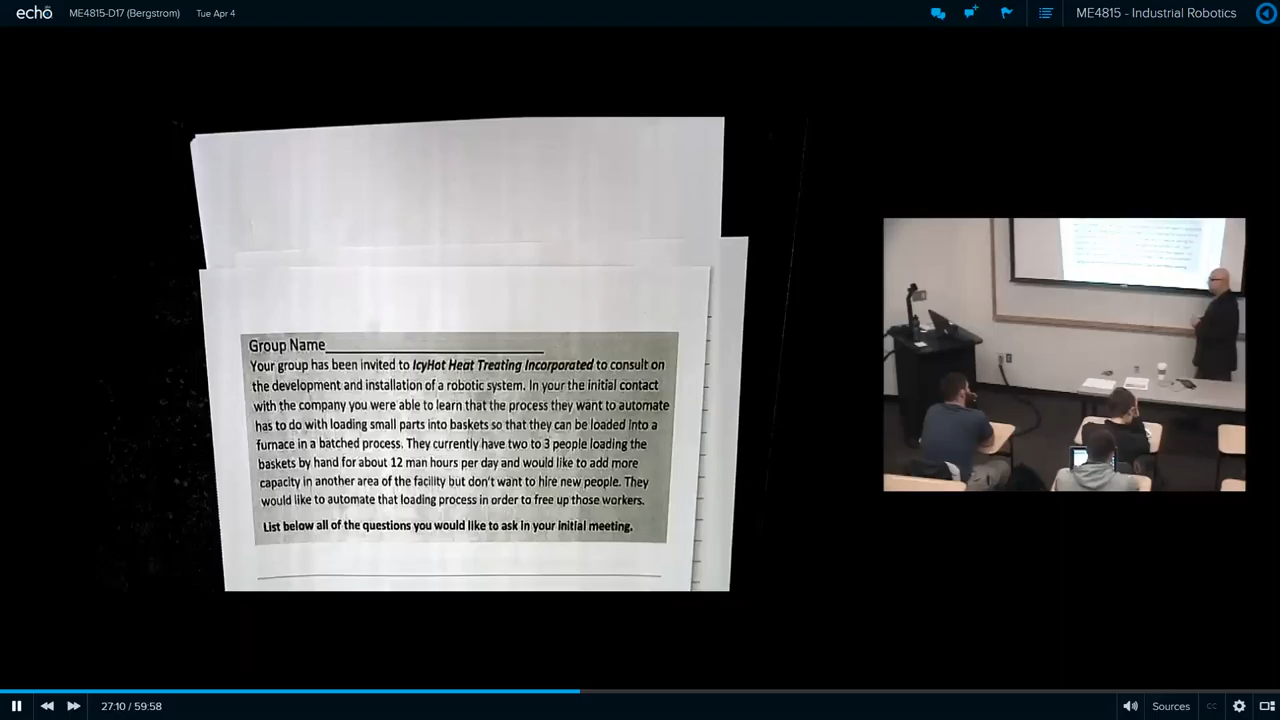 echo
ME4815-D17 (Bergstrom)
Tue Apr 4
ME4815 - Industrial Robotics
Group Name
Your group has been invited to IcyHot Heat Treating Incorporated to consult on
the development and installation of a robotic system. In your the initial contact
with the company you were able to learn that the process they want to automate
has to do with loading small parts into baskets so that they can be loaded into a
furnace in a batched process. They currently have two to 3 people loading the
baskets by hand for about 12 man hours per day and would like to add more
capacity in another area of the facility but don't want to hire new people. They
would like to automate that loading process in order to free up those workers.
List below all of the questions you would like to ask in your initial meeting.
27:10 / 59:58
Sources
CC